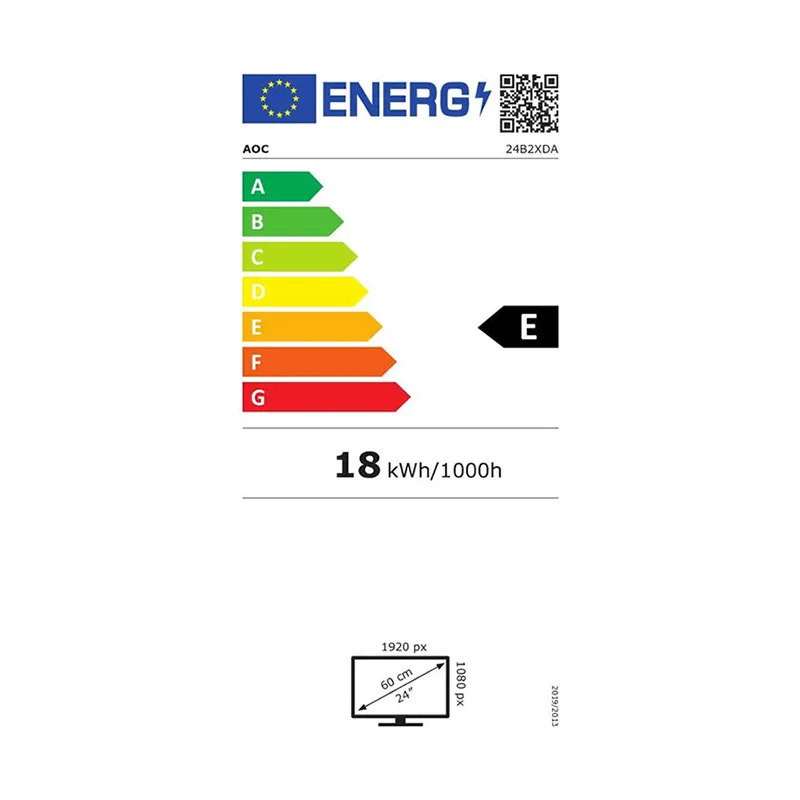 ENERG
AOC 24B2XDA
A
B
C
D
E
E
F
G
18 kWh/1000h
1920 px
1080 px
60 cm
24”
2019/2013